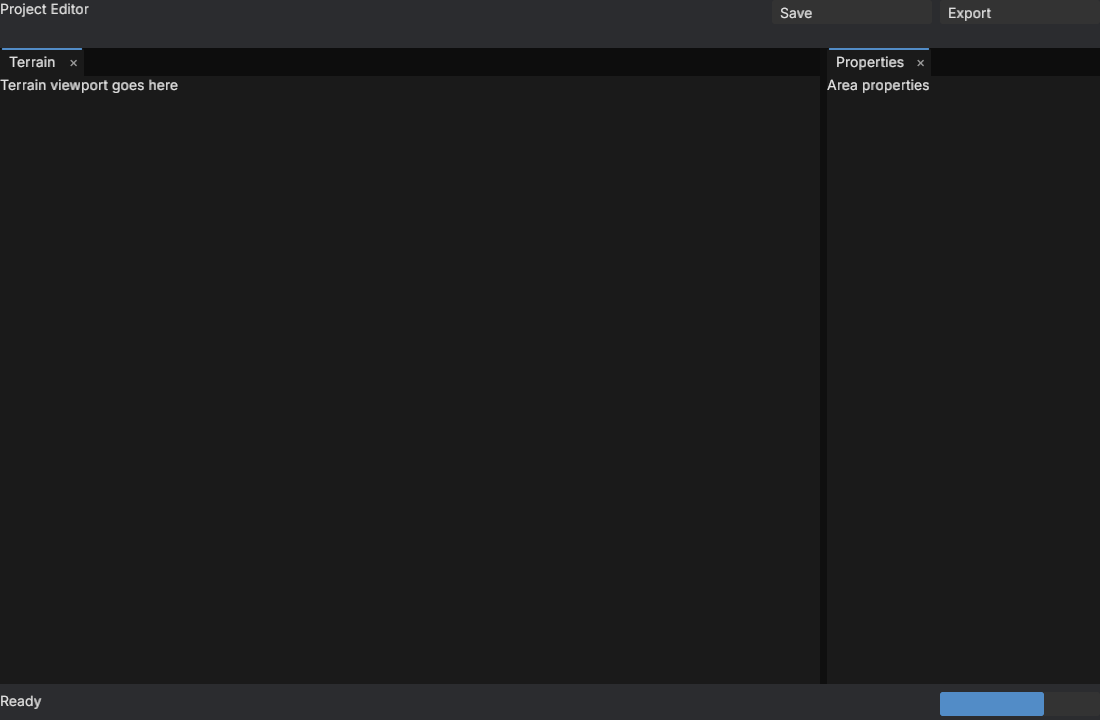 Project Editor
Save
Export
Terrain ×
Properties ×
Terrain viewport goes here
Area properties
Ready